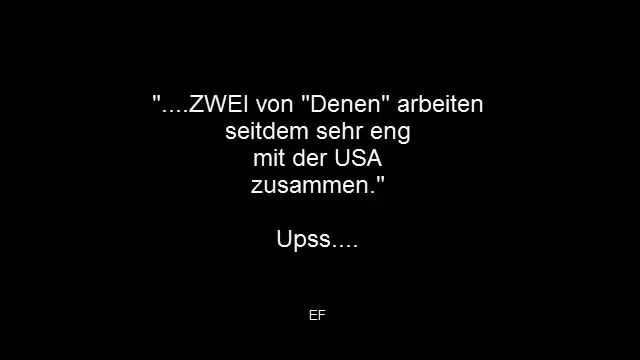 "....ZWEI von "Denen" arbeiten
seitdem sehr eng
mit der USA
zusammen."
Upss....
EF